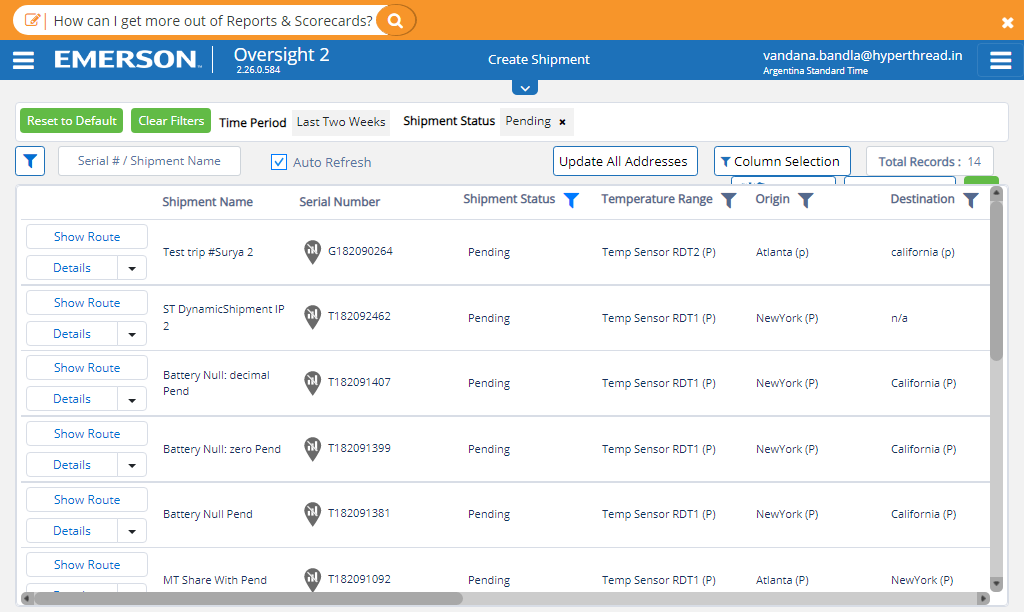 How can I get more out of Reports & Scorecards?
EMERSON. Oversight 2
2.26.0.584
Create Shipment
vandana.bandla@hyperthread.in
Argentina Standard Time
Reset to Default Clear Filters Time Period Last Two Weeks Shipment Status Pending ×
Serial # / Shipment Name Auto Refresh Update All Addresses Column Selection Total Records : 14
Shipment Name Serial Number Shipment Status Temperature Range Origin Destination
Show Route
Details
Test trip #Surya 2 G182090264 Pending Temp Sensor RDT2 (P) Atlanta (p) california (p)
Show Route
Details
ST DynamicShipment IP
2
T182092462 Pending Temp Sensor RDT1 (P) NewYork (P) n/a
Show Route
Details
Battery Null: decimal
Pend
T182091407 Pending Temp Sensor RDT1 (P) NewYork (P) California (P)
Show Route
Details
Battery Null: zero Pend T182091399 Pending Temp Sensor RDT1 (P) NewYork (P) California (P)
Show Route
Details
Battery Null Pend T182091381 Pending Temp Sensor RDT1 (P) NewYork (P) California (P)
Show Route
MT Share With Pend T182091092 Pending Temp Sensor RDT1 (P) Atlanta (P) NewYork (P)